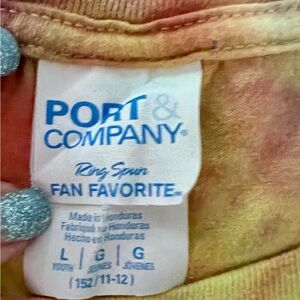 PORT &
COMPANY®
Ring Spun
FAN FAVORITE™
Made in Honduras
Fabriqué au Honduras
Hecho en Honduras
L | G | G
YOUTH JEUNES JÓVENES
(152/11-12)